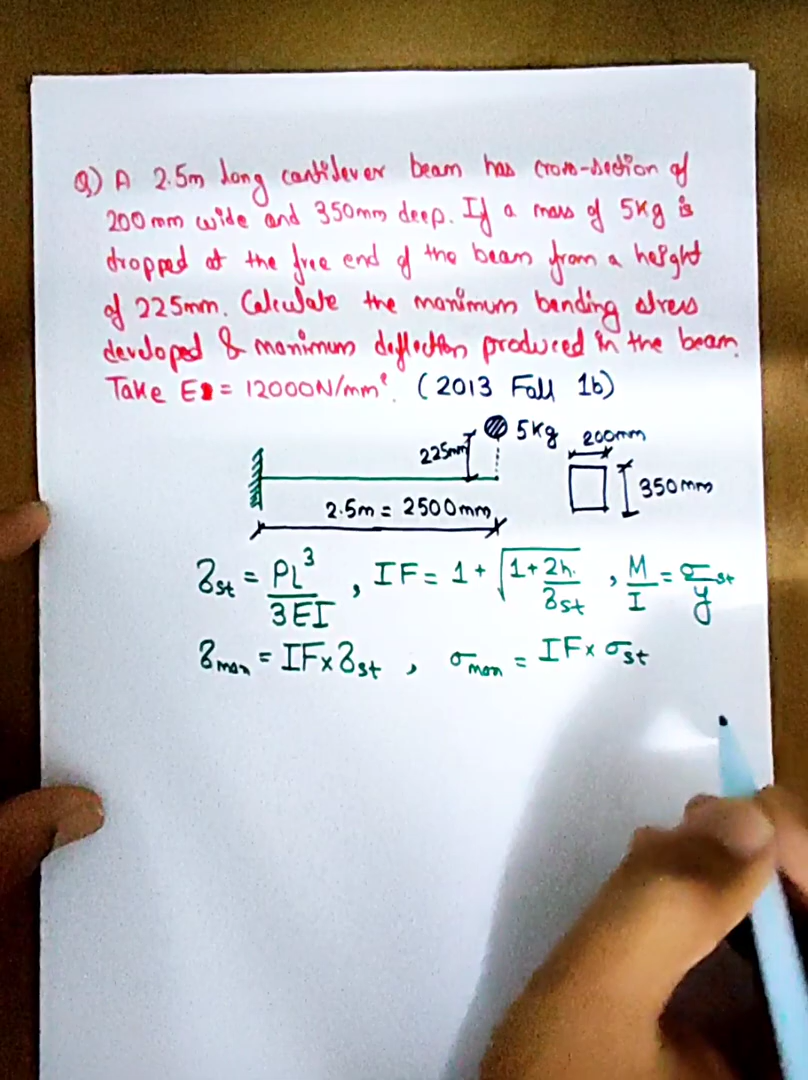 Q) A 2.5m long cantilever beam has cross-section of
200mm wide and 350mm deep. If a mass of 5Kg is
dropped at the free end of the beam from a height
of 225mm. Calculate the maximum bending stress
developed & maximum deflection produced in the beam.
Take E = 12000N/mm². (2013 Fall 1b)
5Kg
200mm
225mm
350mm
2.5m = 2500mm
δst = PL³/3EI , IF = 1 + √(1+2h/δst) , M/I = σst/y
δmax = IF×δst , σmax = IF×σst